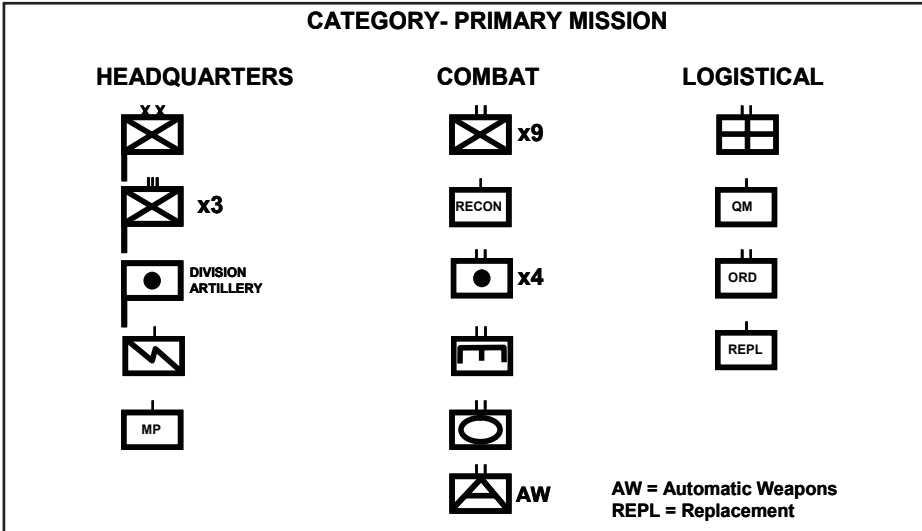 CATEGORY- PRIMARY MISSION
HEADQUARTERS
COMBAT
LOGISTICAL
X X
x9
III
x3
RECON
QM
DIVISION
ARTILLERY
x4
ORD
REPL
MP
AW
AW = Automatic Weapons
REPL = Replacement